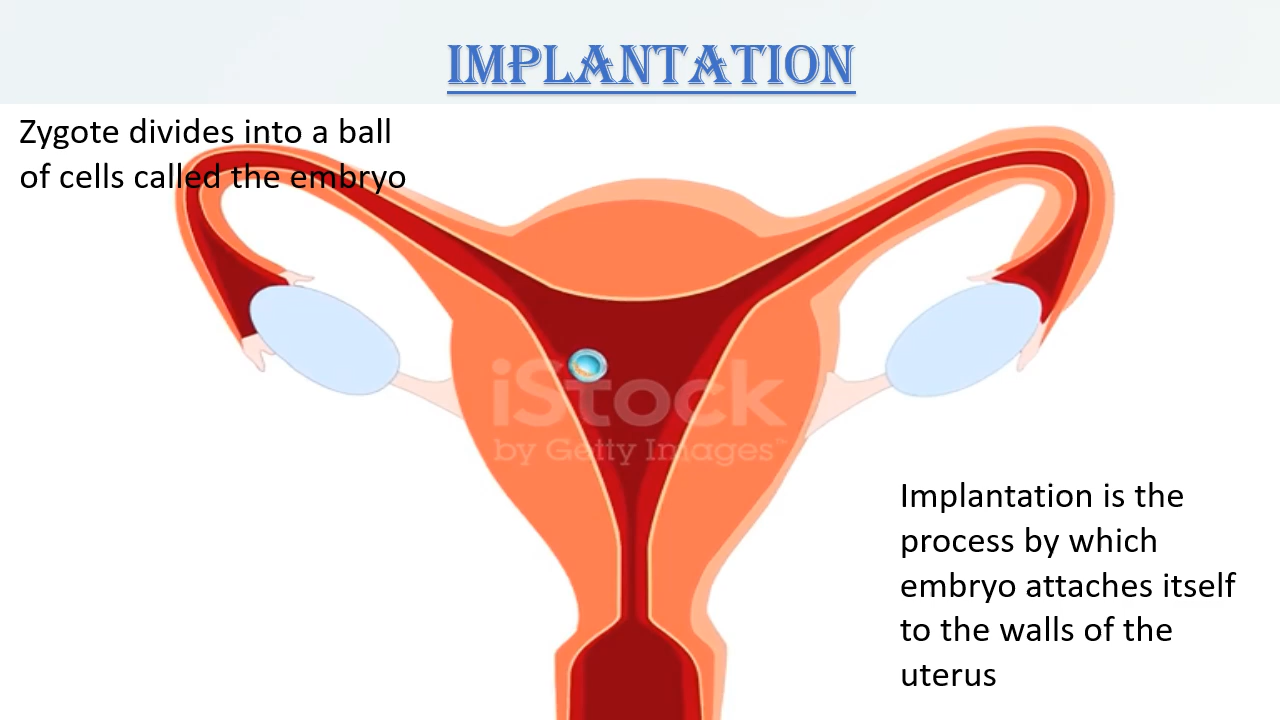 IMPLANTATION
Zygote divides into a ball
of cells called the embryo
iStock
by Getty Images™
Implantation is the
process by which
embryo attaches itself
to the walls of the
uterus